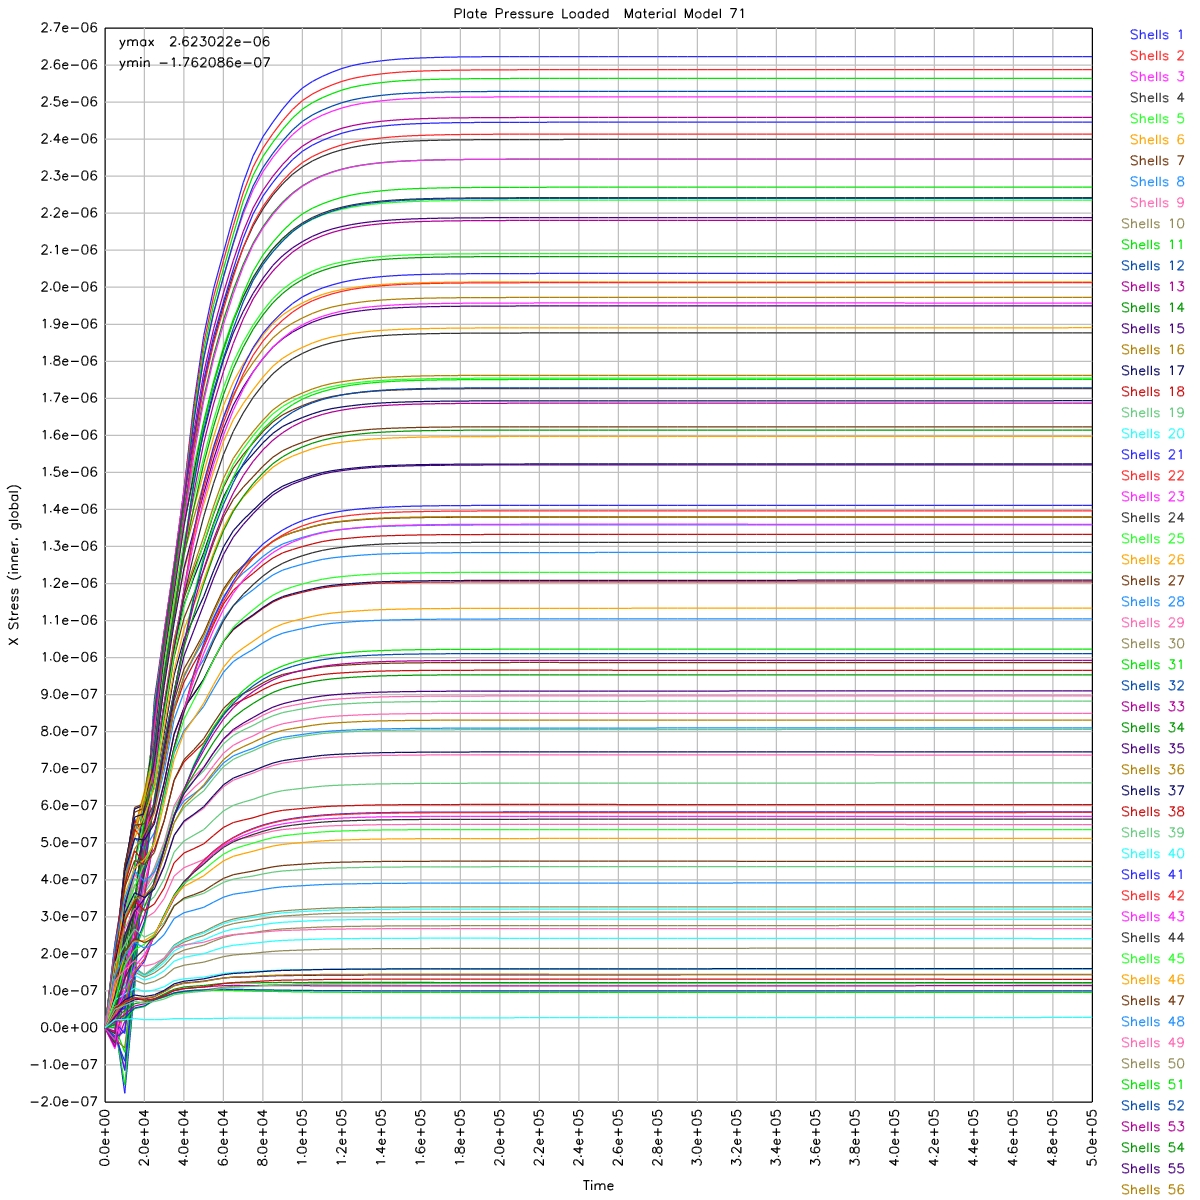 Plate Pressure Loaded  Material Model 71
ymax  2.623022e-06
ymin -1.762086e-07
2.7e-06
2.6e-06
2.5e-06
2.4e-06
2.3e-06
2.2e-06
2.1e-06
2.0e-06
1.9e-06
1.8e-06
1.7e-06
1.6e-06
1.5e-06
1.4e-06
1.3e-06
1.2e-06
1.1e-06
1.0e-06
9.0e-07
8.0e-07
7.0e-07
6.0e-07
5.0e-07
4.0e-07
3.0e-07
2.0e-07
1.0e-07
0.0e+00
-1.0e-07
-2.0e-07
X Stress (inner, global)
0.0e+00
2.0e+04
4.0e+04
6.0e+04
8.0e+04
1.0e+05
1.2e+05
1.4e+05
1.6e+05
1.8e+05
2.0e+05
2.2e+05
2.4e+05
2.6e+05
2.8e+05
3.0e+05
3.2e+05
3.4e+05
3.6e+05
3.8e+05
4.0e+05
4.2e+05
4.4e+05
4.6e+05
4.8e+05
5.0e+05
Time
Shells 1
Shells 2
Shells 3
Shells 4
Shells 5
Shells 6
Shells 7
Shells 8
Shells 9
Shells 10
Shells 11
Shells 12
Shells 13
Shells 14
Shells 15
Shells 16
Shells 17
Shells 18
Shells 19
Shells 20
Shells 21
Shells 22
Shells 23
Shells 24
Shells 25
Shells 26
Shells 27
Shells 28
Shells 29
Shells 30
Shells 31
Shells 32
Shells 33
Shells 34
Shells 35
Shells 36
Shells 37
Shells 38
Shells 39
Shells 40
Shells 41
Shells 42
Shells 43
Shells 44
Shells 45
Shells 46
Shells 47
Shells 48
Shells 49
Shells 50
Shells 51
Shells 52
Shells 53
Shells 54
Shells 55
Shells 56